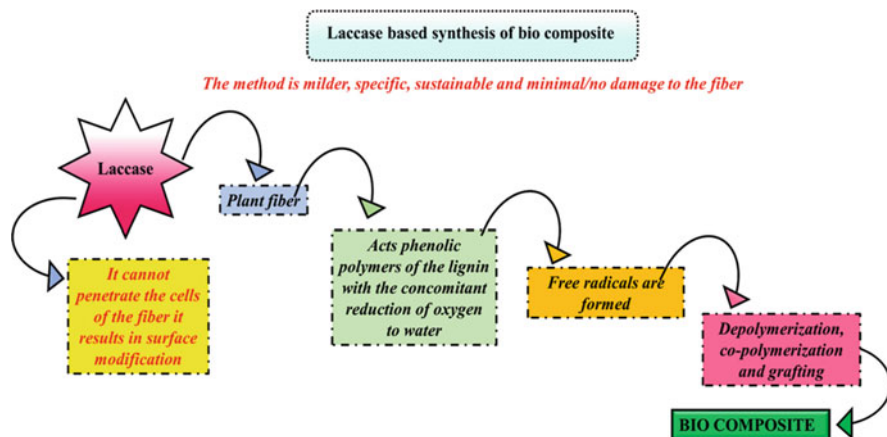 Laccase based synthesis of bio composite
The method is milder, specific, sustainable and minimal/no damage to the fiber
Laccase
Plant fiber
It cannot
penetrate the cells
of the fiber it
results in surface
modification
Acts phenolic
polymers of the lignin
with the concomitant
reduction of oxygen
to water
Free radicals are
formed
Depolymerization,
co-polymerization
and grafting
BIO COMPOSITE